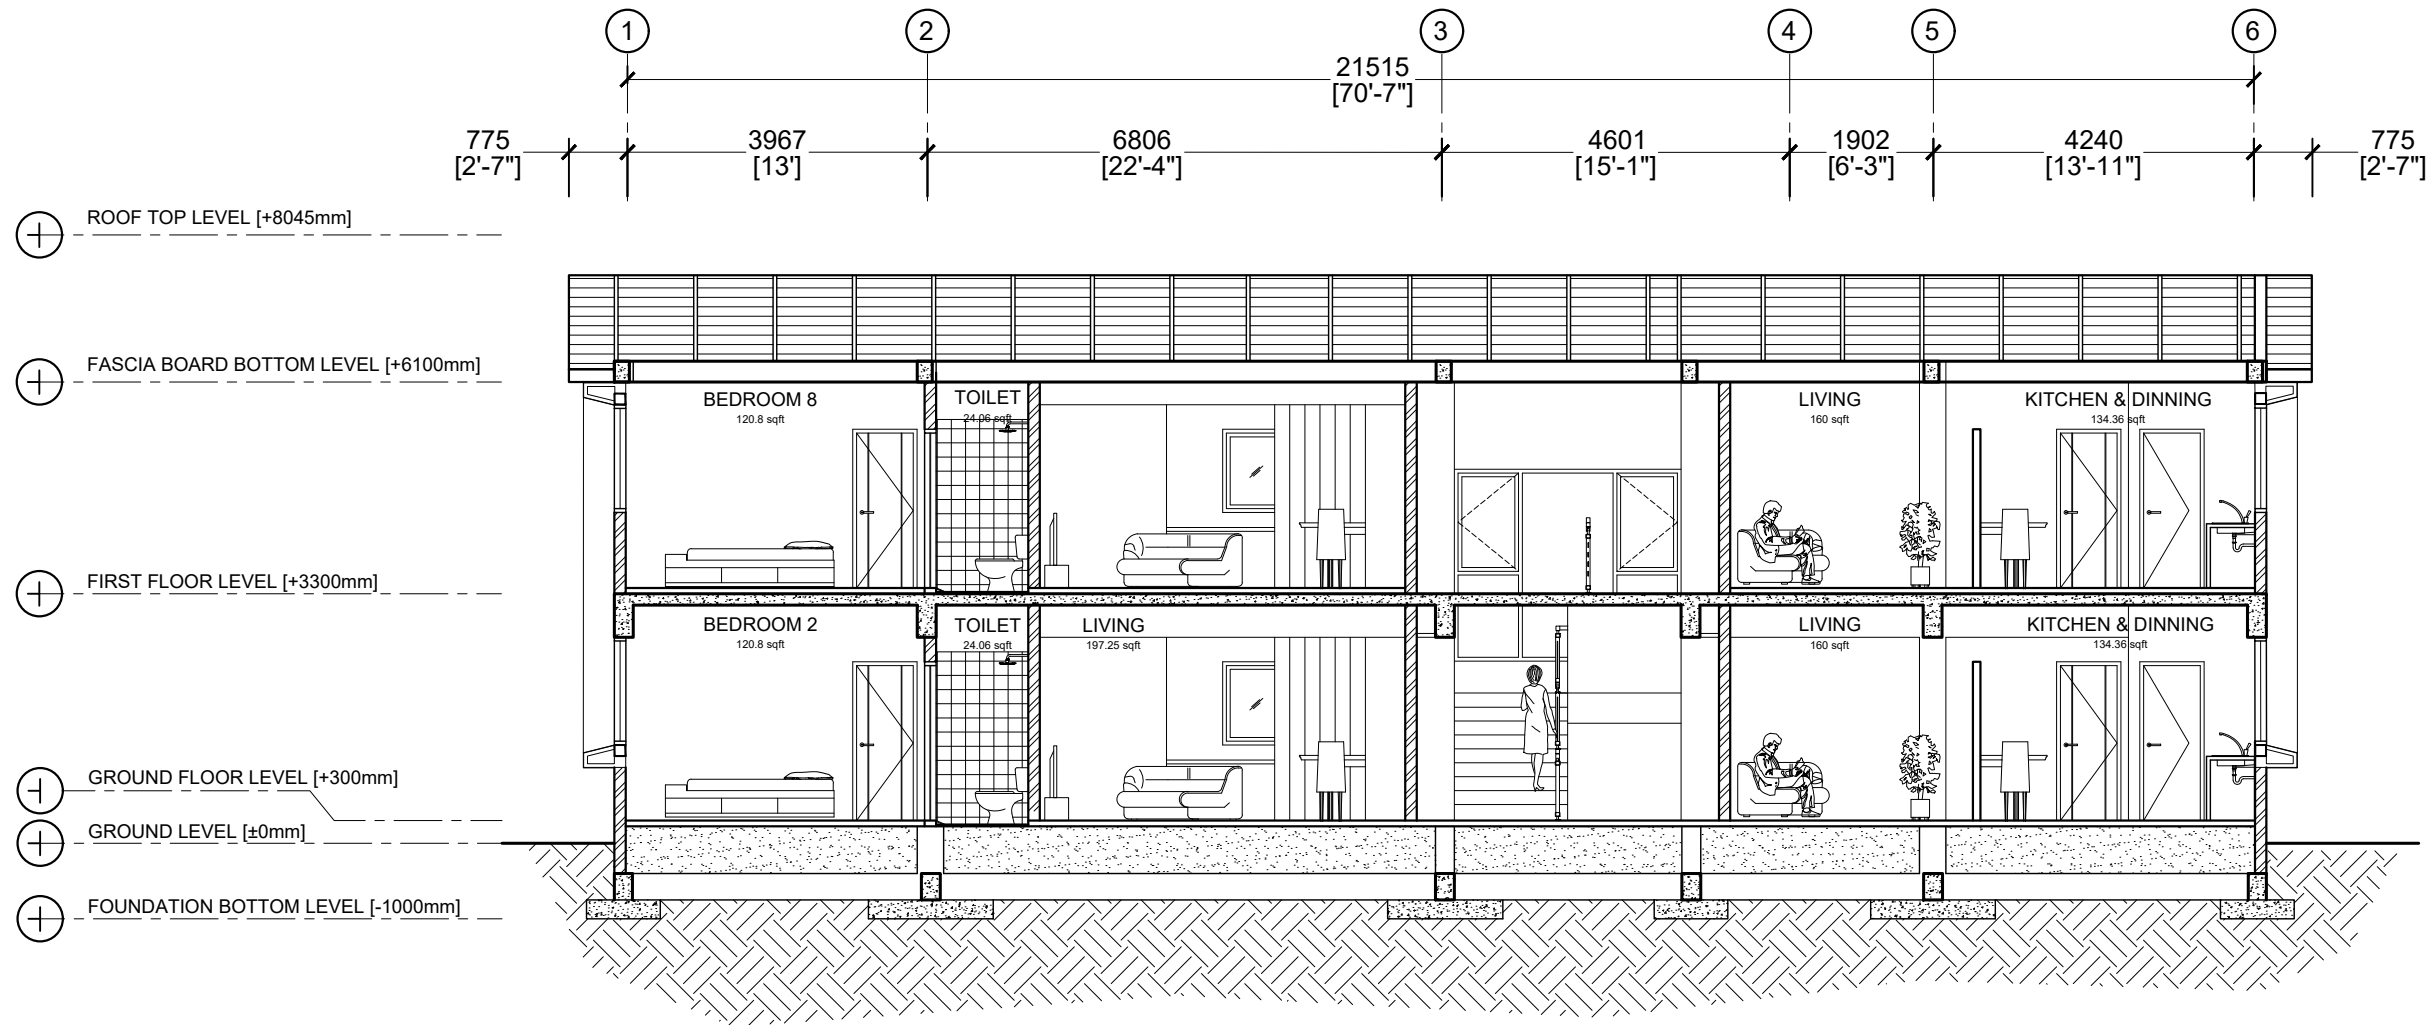 1 2 3 4 5 6
21515
[70'-7"]
775 3967 6806 4601 1902 4240 775
[2'-7"] [13'] [22'-4"] [15'-1"] [6'-3"] [13'-11"] [2'-7"]
ROOF TOP LEVEL [+8045mm]
FASCIA BOARD BOTTOM LEVEL [+6100mm]
BEDROOM 8 TOILET LIVING KITCHEN & DINNING
120.8 sqft 24.06 sqft 160 sqft 134.36 sqft
FIRST FLOOR LEVEL [+3300mm]
BEDROOM 2 TOILET LIVING LIVING KITCHEN & DINNING
120.8 sqft 24.06 sqft 197.25 sqft 160 sqft 134.36 sqft
GROUND FLOOR LEVEL [+300mm]
GROUND LEVEL [±0mm]
FOUNDATION BOTTOM LEVEL [-1000mm]